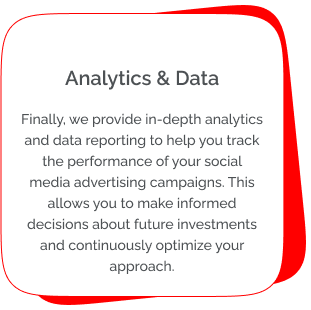 Analytics & Data
Finally, we provide in-depth analytics
and data reporting to help you track
the performance of your social
media advertising campaigns. This
allows you to make informed
decisions about future investments
and continuously optimize your
approach.